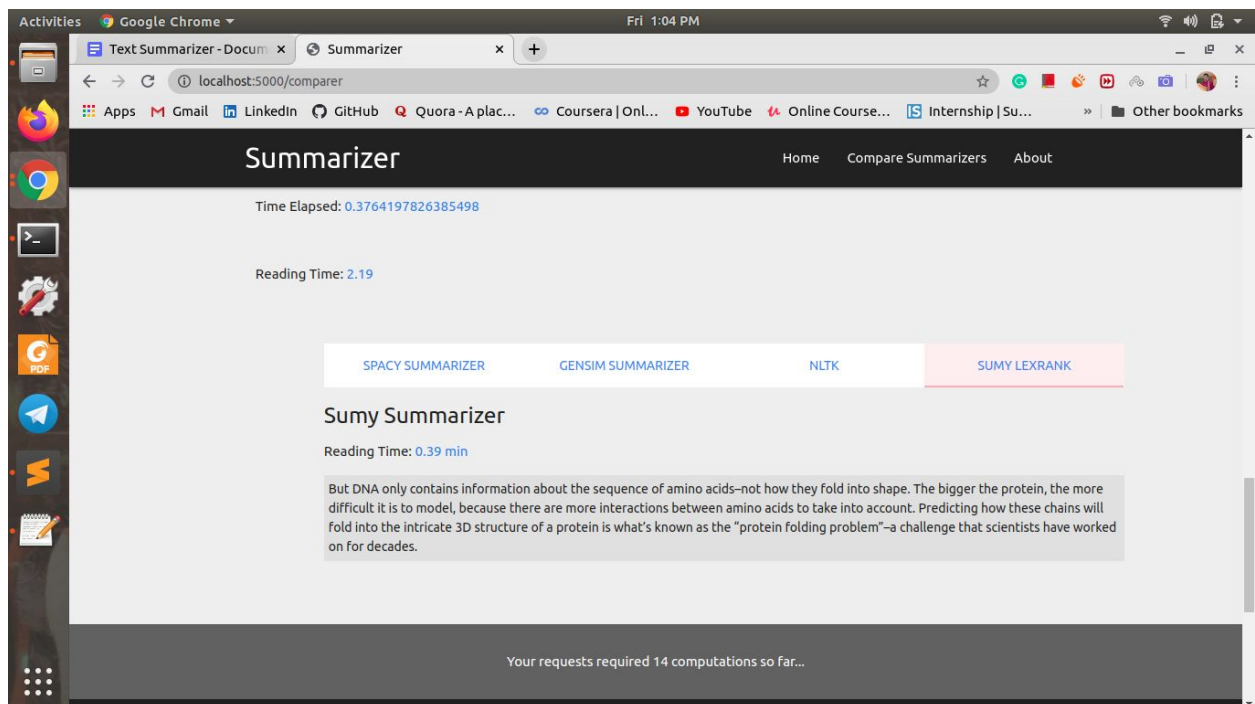 Activities
Google Chrome
Fri 1:04 PM
Text Summarizer - Docum
Summarizer
localhost:5000/comparer
Apps
Gmail
LinkedIn
GitHub
Quora - A plac...
Coursera | Onl...
YouTube
Online Course...
Internship | Su...
»
Other bookmarks
Summarizer
Home
Compare Summarizers
About
Time Elapsed: 0.3764197826385498
Reading Time: 2.19
SPACY SUMMARIZER
GENSIM SUMMARIZER
NLTK
SUMY LEXRANK
Sumy Summarizer
Reading Time: 0.39 min
But DNA only contains information about the sequence of amino acids–not how they fold into shape. The bigger the protein, the more
difficult it is to model, because there are more interactions between amino acids to take into account. Predicting how these chains will
fold into the intricate 3D structure of a protein is what's known as the “protein folding problem”–a challenge that scientists have worked
on for decades.
Your requests required 14 computations so far...
PDF